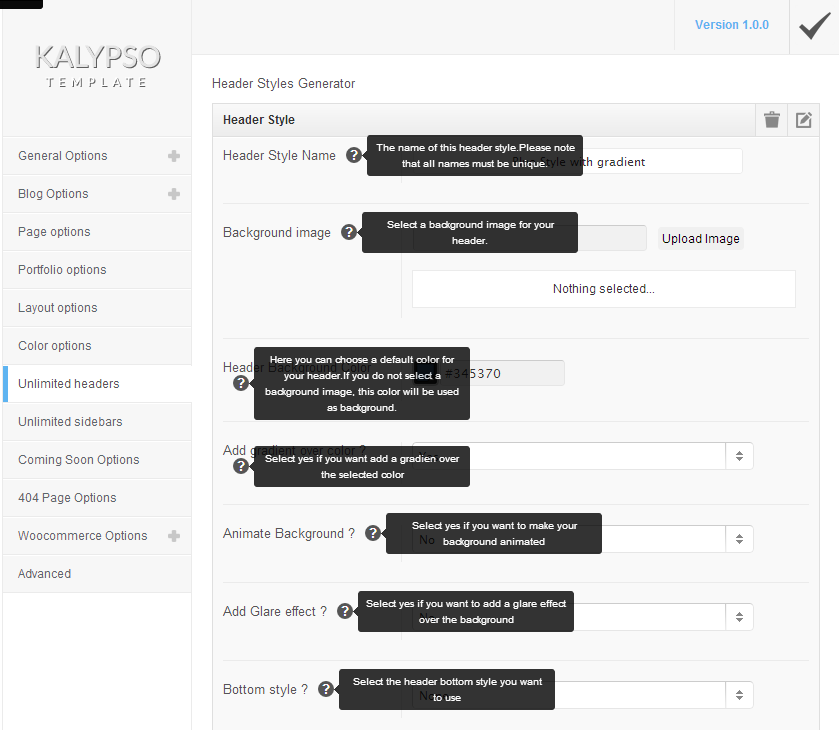 Version 1.0.0
KALYPSO
TEMPLATE
General Options
Blog Options
Page options
Portfolio options
Layout options
Color options
Unlimited headers
Unlimited sidebars
Coming Soon Options
404 Page Options
Woocommerce Options
Advanced
Header Styles Generator
Header Style
Header Style Name
?
The name of this header style.Please note
that all names must be unique.
Style with gradient
Background image
?
Select a background image for your
header.
Upload Image
Nothing selected...
Header Background Color
?
Here you can choose a default color for
your header.If you do not select a
background image, this color will be used
as background.
#345370
Add gradient over color ?
?
Select yes if you want add a gradien over
the selected color
Animate Background ?
?
Select yes if you want to make your
background animated
No
Add Glare effect ?
?
Select yes if you want to add a glare effect
over the background
Bottom style ?
?
Select the header bottom style you want
to use